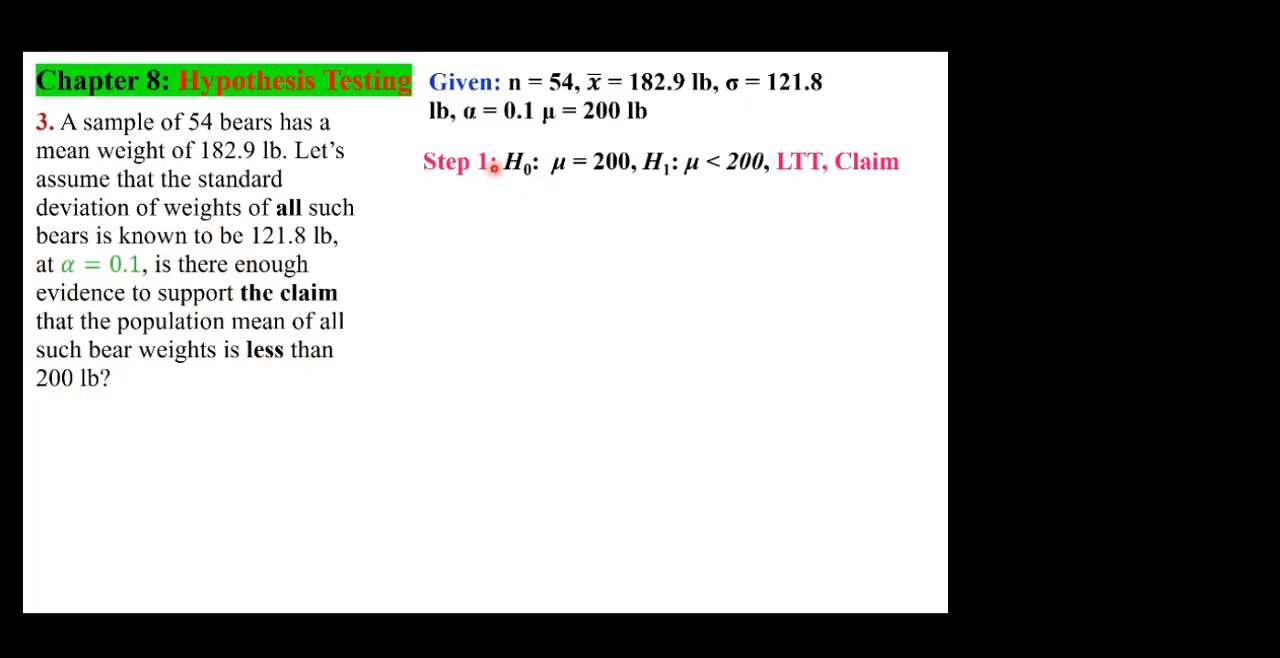 Chapter 8: Hypothesis Testing
3. A sample of 54 bears has a
mean weight of 182.9 lb. Let’s
assume that the standard
deviation of weights of all such
bears is known to be 121.8 lb,
at α = 0.1, is there enough
evidence to support the claim
that the population mean of all
such bear weights is less than
200 lb?
Given: n = 54, x̅ = 182.9 lb, σ = 121.8
lb, α = 0.1 μ = 200 lb
Step 1: H₀: μ = 200, H₁: μ < 200, LTT, Claim